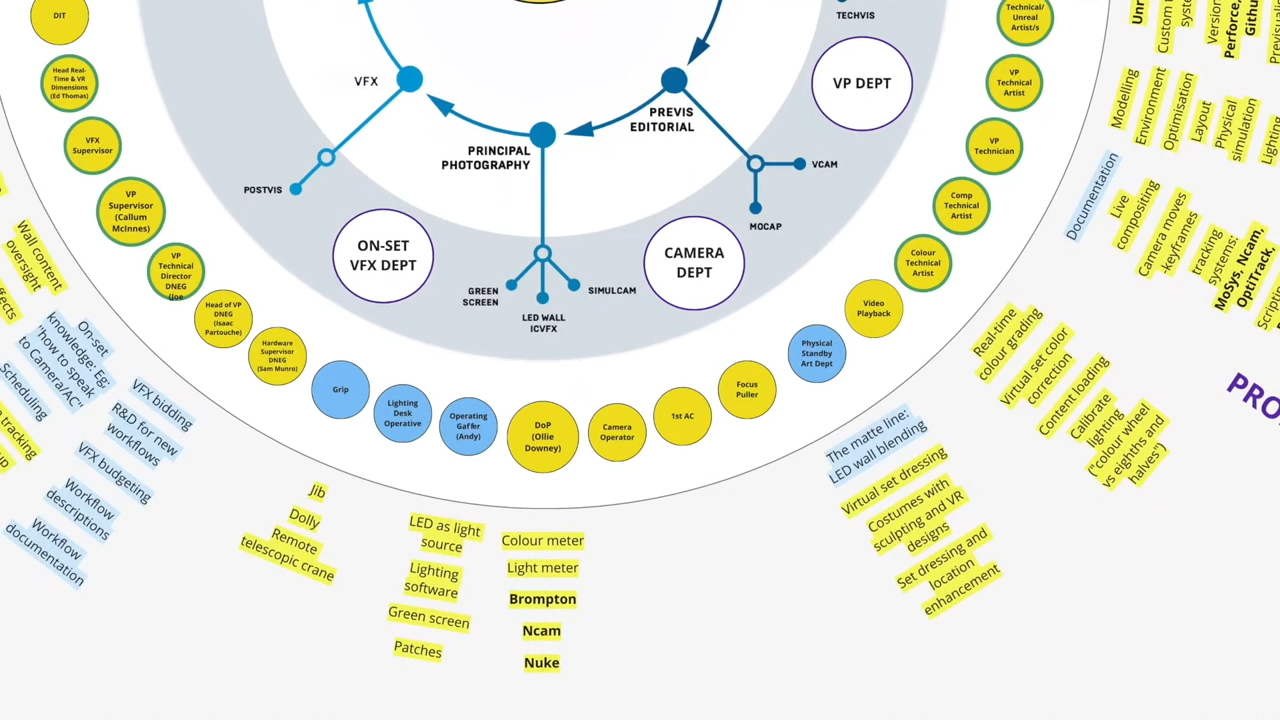 DIT
TECHVIS
Technical/
Unreal
Artist/s
Custom
Perforce,
Head Real-
Time & VR
Dimensions
(Ed Thomas)
VFX
PREVIS
EDITORIAL
VP DEPT
VP
Technical
Artist
Modelling
Environment
Optimisation
Layout
Physical
simulation
VFX
Supervisor
PRINCIPAL
PHOTOGRAPHY
VCAM
VP
Technician
POSTVIS
MOCAP
VP
Supervisor
(Callum
McInnes)
Comp
Technical
Artist
Documentation
Live
compositing
Camera moves
-keyframes
tracking
systems:
MoSys, Ncam,
OptiTrack,
ON-SET
VFX DEPT
CAMERA
DEPT
Colour
Technical
Artist
Wall content
oversight
VP
Technical
Director
DNEG
(Joe
GREEN
SCREEN
LED WALL
ICVFX
SIMULCAM
Head of VP
DNEG
(Isaac
Partouche)
Video
Playback
Hardware
Supervisor
DNEG
(Sam Munro)
Physical
Standby
Art Dept
Real-time
colour grading
Virtual set color
correction
Content loading
Calibrate
lighting
("colour wheel
vs eighths and
halves")
On-set
knowledge: eg:
"how to speak
to Camera/AC"
Scheduling
Grip
Lighting
Desk
Operative
Operating
Gaffer
(Andy)
DoP
(Ollie
Downey)
Camera
Operator
1st AC
Focus
Puller
VFX bidding
R&D for new
workflows
VFX budgeting
Workflow
descriptions
Workflow
documentation
Jib
Dolly
Remote
telescopic crane
LED as light
source
Lighting
software
Green screen
Patches
Colour meter
Light meter
Brompton
Ncam
Nuke
The matte line:
LED wall blending
Virtual set dressing
Costumes with
sculpting and VR
designs
Set dressing and
location
enhancement